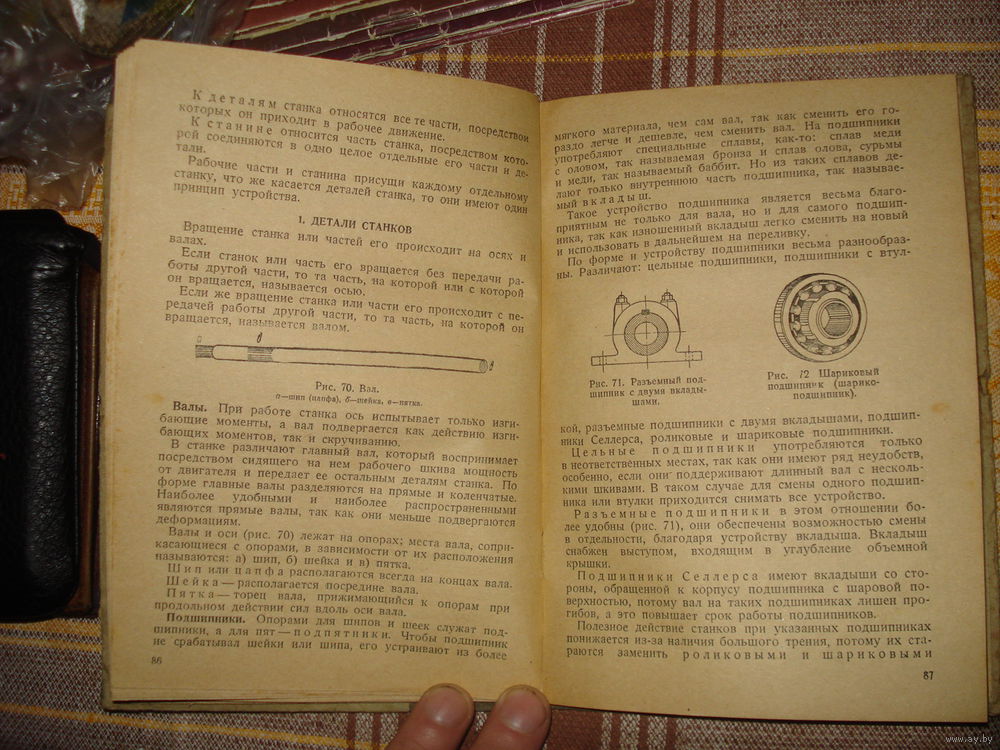 К деталям станка относятся все те части, посредством
которых он приходит в рабочее движение.
К станине относится часть станка, посредством кото-
рой соединяются в одно целое отдельные его части и де-
тали.
Рабочие части и станина присущи каждому отдельному
станку, что же касается деталей станка, то они имеют один
принцип устройства.
1. ДЕТАЛИ СТАНКОВ
Вращение станка или частей его происходит на осях и
валах.
Если станок или часть его вращается без передачи ра-
боты другой части, то та часть, на которой или с которой
он вращается, называется осью.
Если же вращение станка или части его происходит с пе-
редачей работы другой части, то та часть, на которой он
вращается, называется валом.
Рис. 70. Вал.
а—шип (цапфа), б—шейка, в—пятка.
Валы. При работе станка ось испытывает только изги-
бающие моменты, а вал подвергается как действию изги-
бающих моментов, так и скручиванию.
В станке различают главный вал, который воспринимает
посредством сидящего на нем рабочего шкива мощность
от двигателя и передает ее остальным деталям станка. По
форме главные валы разделяются на прямые и коленчатые.
Наиболее удобными и наиболее распространенными
являются прямые валы, так как они меньше подвергаются
деформациям.
Валы и оси (рис. 70) лежат на опорах; места вала, сопри-
касающиеся с опорами, в зависимости от их расположения
называются: а) шип, б) шейка и в) пятка.
Шип или цапфа располагаются всегда на концах вала.
Шейка — располагается посредине вала.
Пятка — торец вала, прижимающийся к опорам при
продольном действии сил вдоль оси вала.
Подшипники. Опорами для шипов и шеек служат под-
шипники, а для пят — подпятники. Чтобы подшипник
не срабатывал шейки или шипа, его устраивают из более
86
мягкого материала, чем сам вал, так как сменить его го-
раздо легче и дешевле, чем сменить вал. На подшипники
употребляют специальные сплавы, как-то: сплав меди
с оловом, так называемая бронза и сплав олова, сурьмы
и меди, так называемый баббит. Но из таких сплавов де-
лают только внутреннюю часть подшипника, так называе-
мый вкладыш.
Такое устройство подшипника является весьма благо-
приятным не только для вала, но и для самого подшип-
ника, так как изношенный вкладыш легко сменить на новый
и использовать в дальнейшем на переливку.
По форме и устройству подшипники весьма разнообраз-
ны. Различают: цельные подшипники, подшипники с втул-
Рис. 71. Разъемный под-
шипник с двумя вклады-
шами.
Рис. 72 Шариковый
подшипник (шарико-
подшипник).
кой, разъемные подшипники с двумя вкладышами, подшип-
ники Селлерса, роликовые и шариковые подшипники.
Цельные подшипники употребляются только
в неответственных местах, так как они имеют ряд неудобств,
особенно, если они поддерживают длинный вал с несколь-
кими шкивами. В таком случае для смены одного подшип-
ника или втулки приходится снимать все устройство.
Разъемные подшипники в этом отношении бо-
лее удобны (рис. 71), они обеспечены возможностью смены
в отдельности, благодаря устройству вкладыша. Вкладыш
снабжен выступом, входящим в углубление объемной
крышки.
Подшипники Селлерса имеют вкладыши со сто-
роны, обращенной к корпусу подшипника с шаровой по-
верхностью, потому вал на таких подшипниках лишен про-
гибов, а это повышает срок работы подшипников.
Полезное действие станков при указанных подшипниках
понижается из-за наличия большого трения, потому их ста-
раются заменить роликовыми и шариковыми
87
www.ay.by